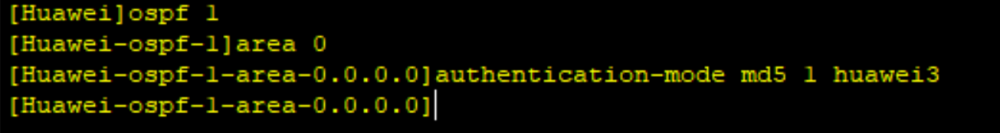 [Huawei]ospf 1
[Huawei-ospf-1]area 0
[Huawei-ospf-1-area-0.0.0.0]authentication-mode md5 1 huawei3
[Huawei-ospf-1-area-0.0.0.0]